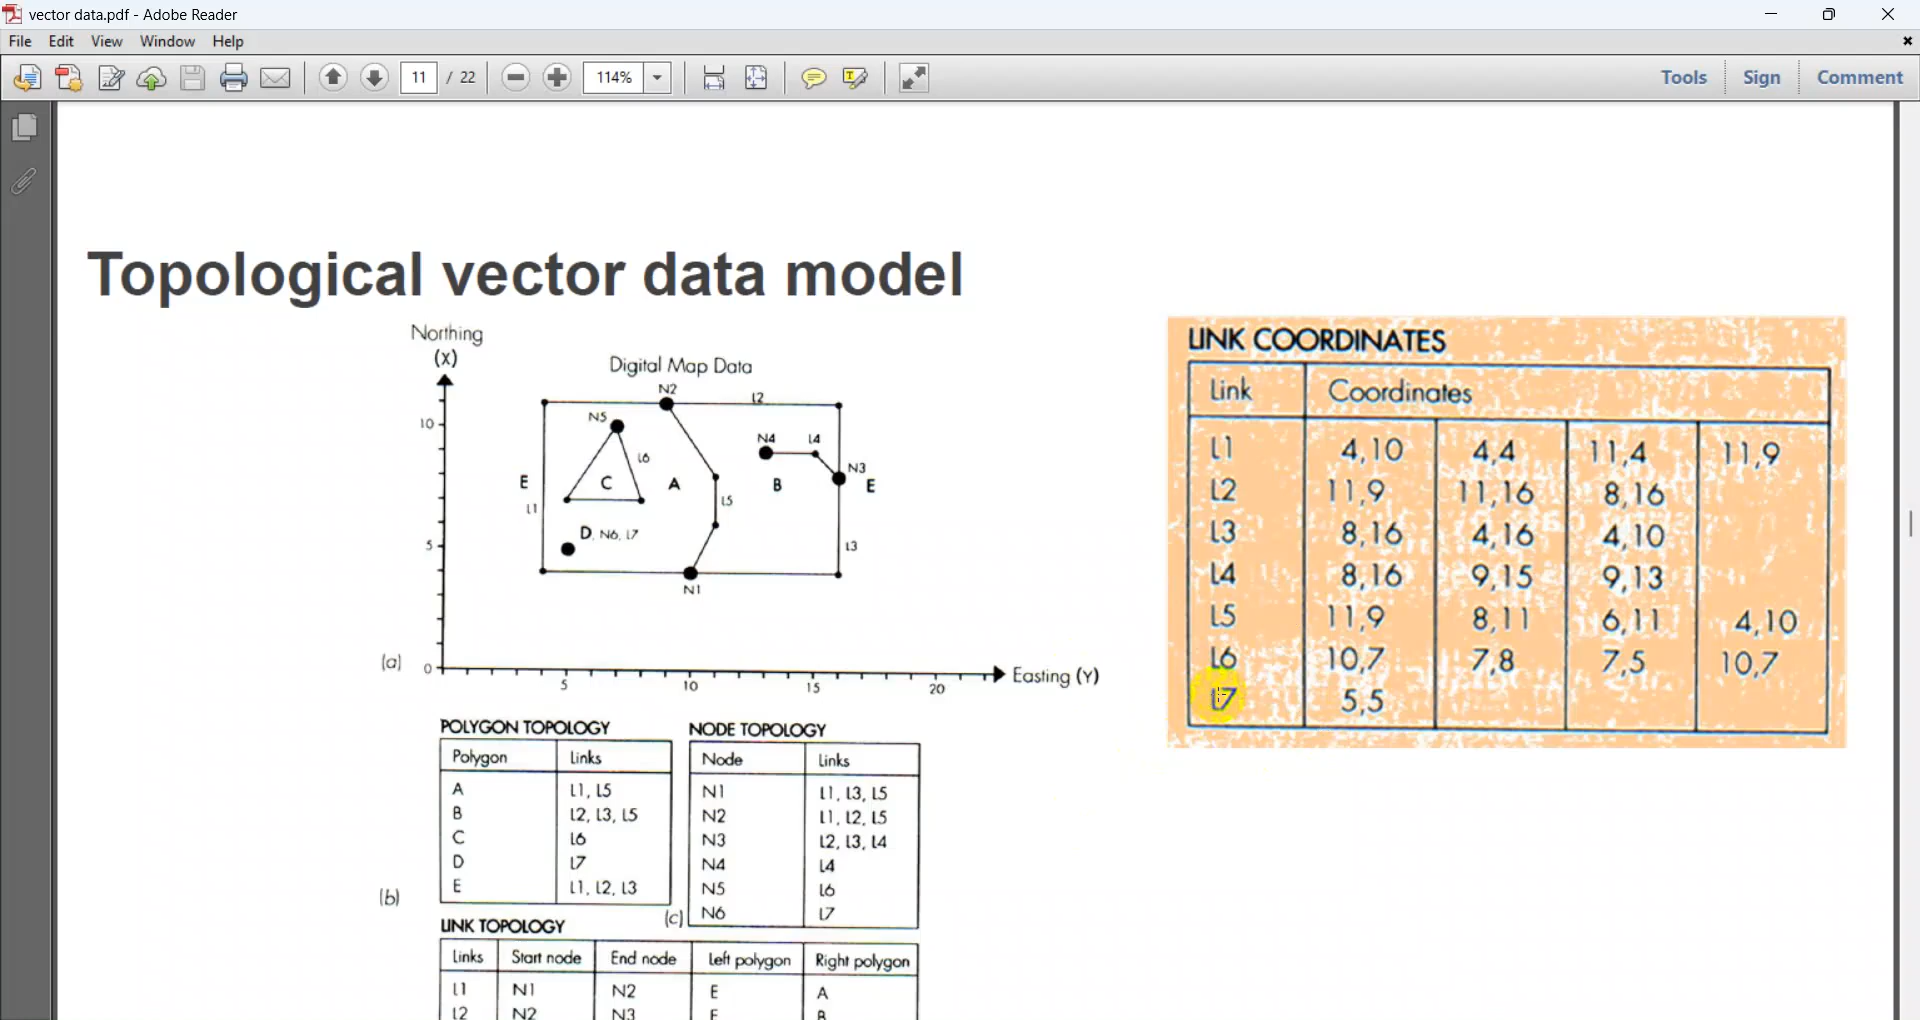 vector data.pdf - Adobe Reader
File Edit View Window Help
11 / 22 114% Tools Sign Comment
Topological vector data model
Northing
(X)
Digital Map Data
N2
L2
N5
10
N4 L4
L6
N3
E C A B E
L5
L1
D, N6, L7
5
L3
N1
(a)
0
5 10 15 20
Easting (Y)
LINK COORDINATES
Link Coordinates
L1 4,10 4,4 11,4 11,9
L2 11,9 11,16 8,16
L3 8,16 4,16 4,10
L4 8,16 9,15 9,13
L5 11,9 8,11 6,11 4,10
L6 10,7 7,8 7,5 10,7
L7 5,5
POLYGON TOPOLOGY
Polygon Links
A L1, L5
B L2, L3, L5
C L6
D L7
E L1, L2, L3
(b)
NODE TOPOLOGY
Node Links
N1 L1, L3, L5
N2 L1, L2, L5
N3 L2, L3, L4
N4 L4
N5 L6
N6 L7
(c)
LINK TOPOLOGY
Links Start node End node Left polygon Right polygon
L1 N1 N2 E A
L2 N2 N3 E B